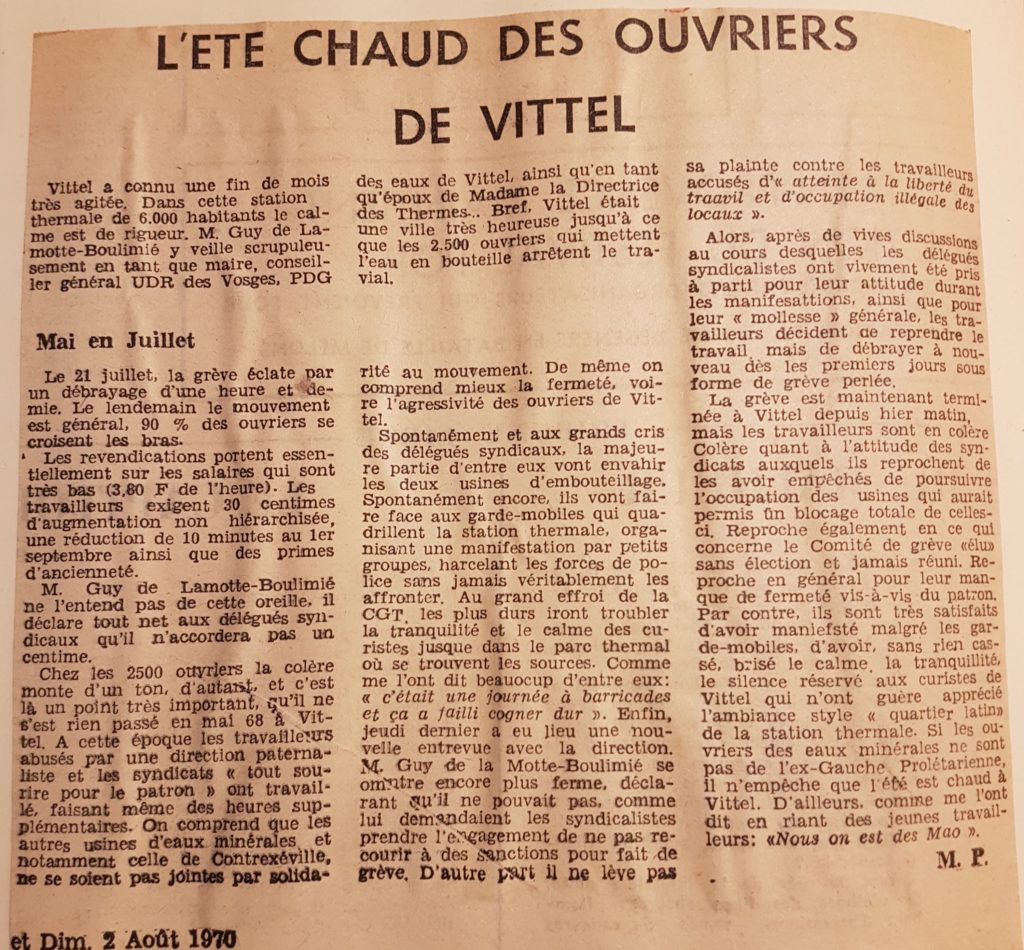 L'ETE CHAUD DES OUVRIERS
DE VITTEL
Vittel a connu une fin de mois
très agitée. Dans cette station
thermale de 6.000 habitants le cal-
me est de rigueur. M. Guy de La-
motte-Boulimié y veille scrupuleu-
sement en tant que maire, conseil-
ler général UDR des Vosges, PDG
des eaux de Vittel, ainsi qu'en tant
qu'époux de Madame la Directrice
des Thermes... Bref, Vittel était
une ville très heureuse jusqu'à ce
que les 2.500 ouvriers qui mettent
l'eau en bouteille arrêtent le tra-
vial.
Mai en Juillet
Le 21 juillet, la grève éclate par
un débrayage d'une heure et de-
mie. Le lendemain le mouvement
est général, 90 % des ouvriers se
croisent les bras.
Les revendications portent essen-
tiellement sur les salaires qui sont
très bas (3,80 F de l'heure). Les
travailleurs exigent 30 centimes
d'augmentation non hiérarchisée,
une réduction de 10 minutes au 1er
septembre ainsi que des primes
d'ancienneté.
M. Guy de Lamotte-Boulimié
ne l'entend pas de cette oreille, il
déclare tout net aux délégués syn-
dicaux qu'il n'accordera pas un
centime.
Chez les 2500 ouvriers la colère
monte d'un ton, d'autant, et c'est
là un point très important, qu'il ne
s'est rien passé en mai 68 à Vit-
tel. A cette époque les travailleurs
abusés par une direction paterna-
liste et les syndicats « tout sou-
rire pour le patron » ont travail-
lé, faisant même des heures sup-
plémentaires. On comprend que les
autres usines d'eaux minérales et
notamment celle de Contrexéville,
ne se soient pas jointes par solida-
rité au mouvement. De même on
comprend mieux la fermeté, voi-
re l'agressivité des ouvriers de Vit-
tel.
Spontanément et aux grands cris
des délégués syndicaux, la majeu-
re partie d'entre eux vont envahir
les deux usines d'embouteillage.
Spontanément encore, ils vont fai-
re face aux garde-mobiles qui qua-
drillent la station thermale, orga-
nisant une manifestation par petits
groupes, harcelant les forces de po-
lice sans jamais véritablement les
affronter. Au grand effroi de la
CGT, les plus durs iront troubler
la tranquilité et le calme des cu-
ristes jusque dans le parc thermal
où se trouvent les sources. Comme
me l'ont dit beaucoup d'entre eux:
« c'était une journée à barricades
et ça a failli cogner dur ». Enfin,
jeudi dernier a eu lieu une nou-
velle entrevue avec la direction.
M. Guy de la Motte-Boulimié se
omntre encore plus ferme, décla-
rant qu'il ne pouvait pas, comme
lui demandaient les syndicalistes
prendre l'engagement de ne pas re-
courir à des sanctions pour fait de
grève. D'autre part il ne lève pas
sa plainte contre les travailleurs
accusés d'« atteinte à la liberté du
traavil et d'occupation illégale des
locaux ».
Alors, après de vives discussions
au cours desquelles les délégués
syndicalistes ont vivement été pris
à parti pour leur attitude durant
les manifesattions, ainsi que pour
leur « mollesse » générale, les tra-
vailleurs décident de reprendre le
travail mais de débrayer à nou-
veau dès les premiers jours sous
forme de grève perlée.
La grève est maintenant termi-
née à Vittel depuis hier matin,
mais les travailleurs sont en colère
Colère quant à l'attitude des syn-
dicats auxquels ils reprochent de
les avoir empêchés de poursuivre
l'occupation des usines qui aurait
permis un blocage totale de celles-
ci. Reproche également en ce qui
concerne le Comité de grève «élu»
sans élection et jamais réuni. Re-
proche en général pour leur man-
que de fermeté vis-à-vis du patron.
Par contre, ils sont très satisfaits
d'avoir maniefsté malgré les gar-
de-mobiles, d'avoir, sans rien cas-
sé, brisé le calme, la tranquillité,
le silence réservé aux curistes de
Vittel qui n'ont guère apprécié
l'ambiance style « quartier latin»
de la station thermale. Si les ou-
vriers des eaux minérales ne sont
pas de l'ex-Gauche Prolétarienne,
il n'empêche que l'été est chaud à
Vittel. D'ailleurs, comme me l'ont
dit en riant des jeunes travail-
leurs: «Nous on est des Mao ».
M. P.
et Dim. 2 Août 1970